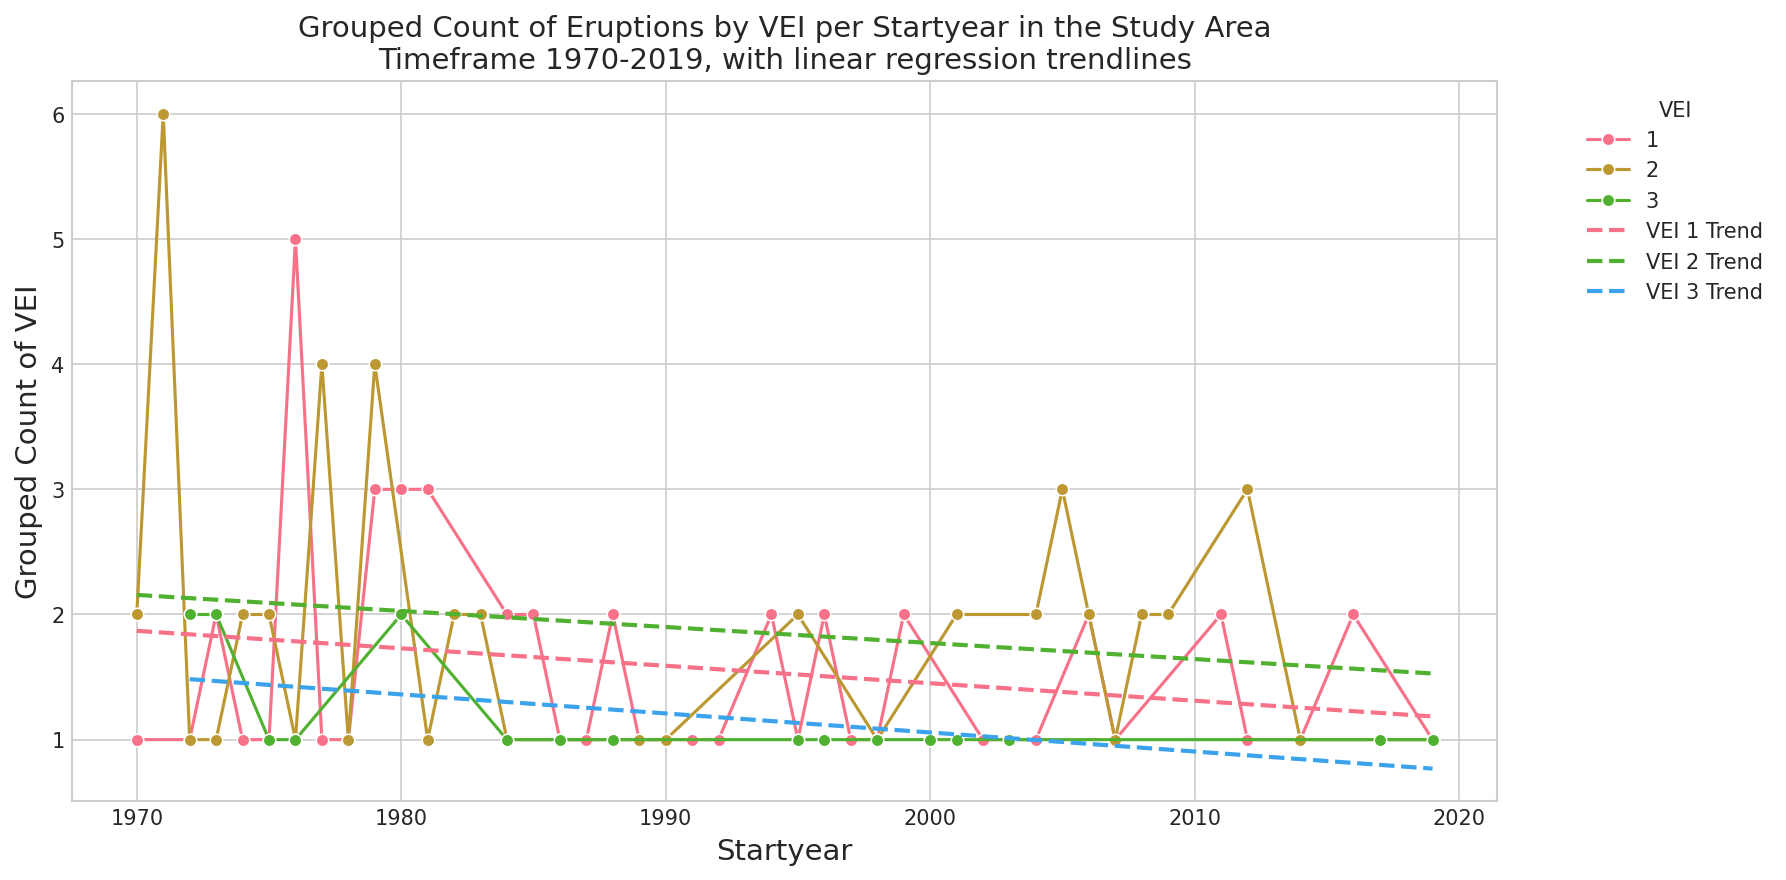 Grouped Count of Eruptions by VEI per Startyear in the Study Area
Timeframe 1970-2019, with linear regression trendlines
VEI
1
2
3
VEI 1 Trend
VEI 2 Trend
VEI 3 Trend
Grouped Count of VEI
6
5
4
3
2
1
1970
1980
1990
2000
2010
2020
Startyear